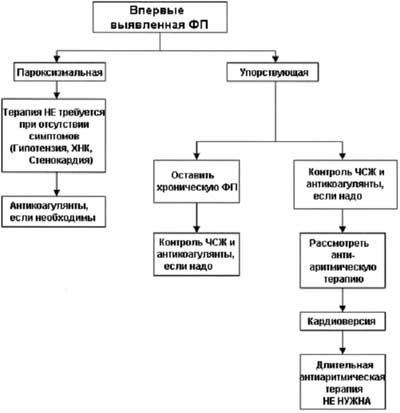 Впервые
выявленная ФП
Пароксизмальная
Упорствующая
Терапия НЕ требуется
при отсутствии
симптомов
(Гипотензия, ХНК,
Стенокардия)
Антикоагулянты,
если необходимы
Оставить
хроническую ФП
Контроль ЧСЖ и
антикоагулянты,
если надо
Контроль ЧСЖ и
антикоагулянты,
если надо
Рассмотреть
анти-
аритмическую
терапию
Кардиоверсия
Длительная
антиаритмическая
терапия
НЕ НУЖНА